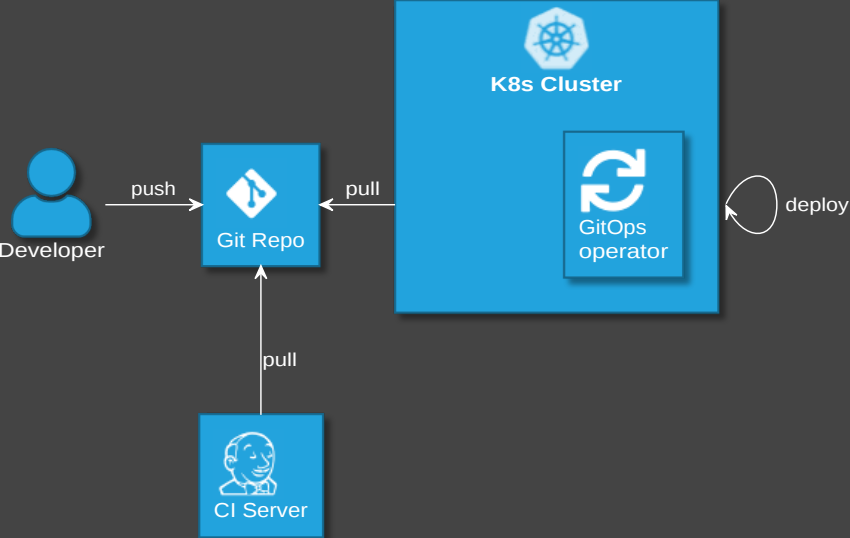 K8s Cluster
push
pull
deploy
Git Repo
GitOps
operator
Developer
pull
CI Server